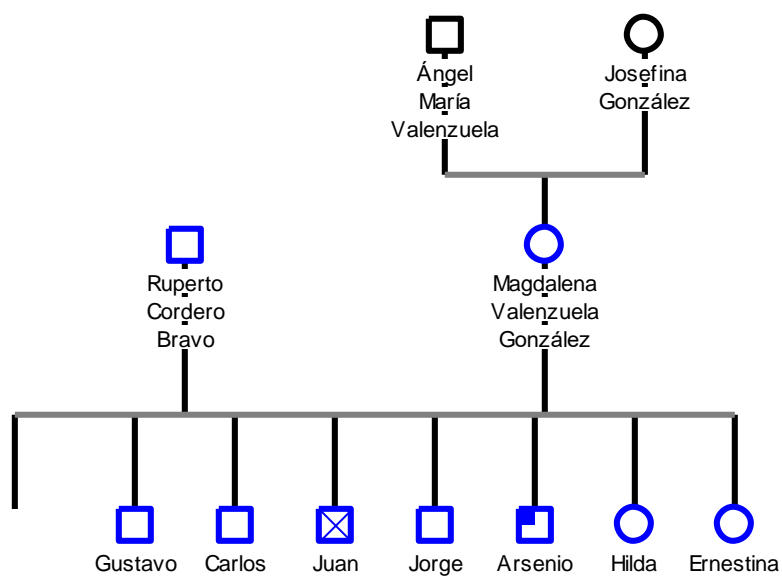 Ángel
María
Valenzuela
Josefina
González
Ruperto
Cordero
Bravo
Magdalena
Valenzuela
González
Gustavo
Carlos
Juan
Jorge
Arsenio
Hilda
Ernestina